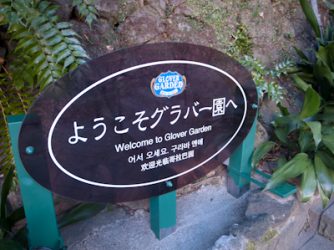 GLOVER
GARDEN
ようこそグラバー園へ
Welcome to Glover Garden
어서 오세요. 구라바 엔에
欢迎光临哥拉巴园